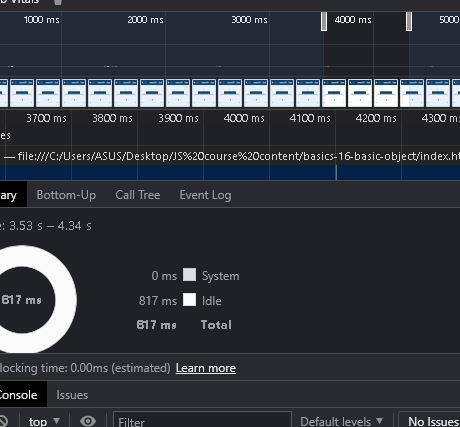 Vitals
1000 ms 2000 ms 3000 ms 4000 ms 5000
3700 ms 3800 ms 3900 ms 4000 ms 4100 ms 4200 ms 4300 ms
es
— file:///C:/Users/ASUS/Desktop/JS%20course%20content/basics-16-basic-object/index.ht
ary Bottom-Up Call Tree Event Log
e: 3.53 s – 4.34 s
0 ms System
817 ms 817 ms Idle
817 ms Total
locking time: 0.00ms (estimated) Learn more
Console Issues
top ▼ Filter Default levels ▼ No Issues